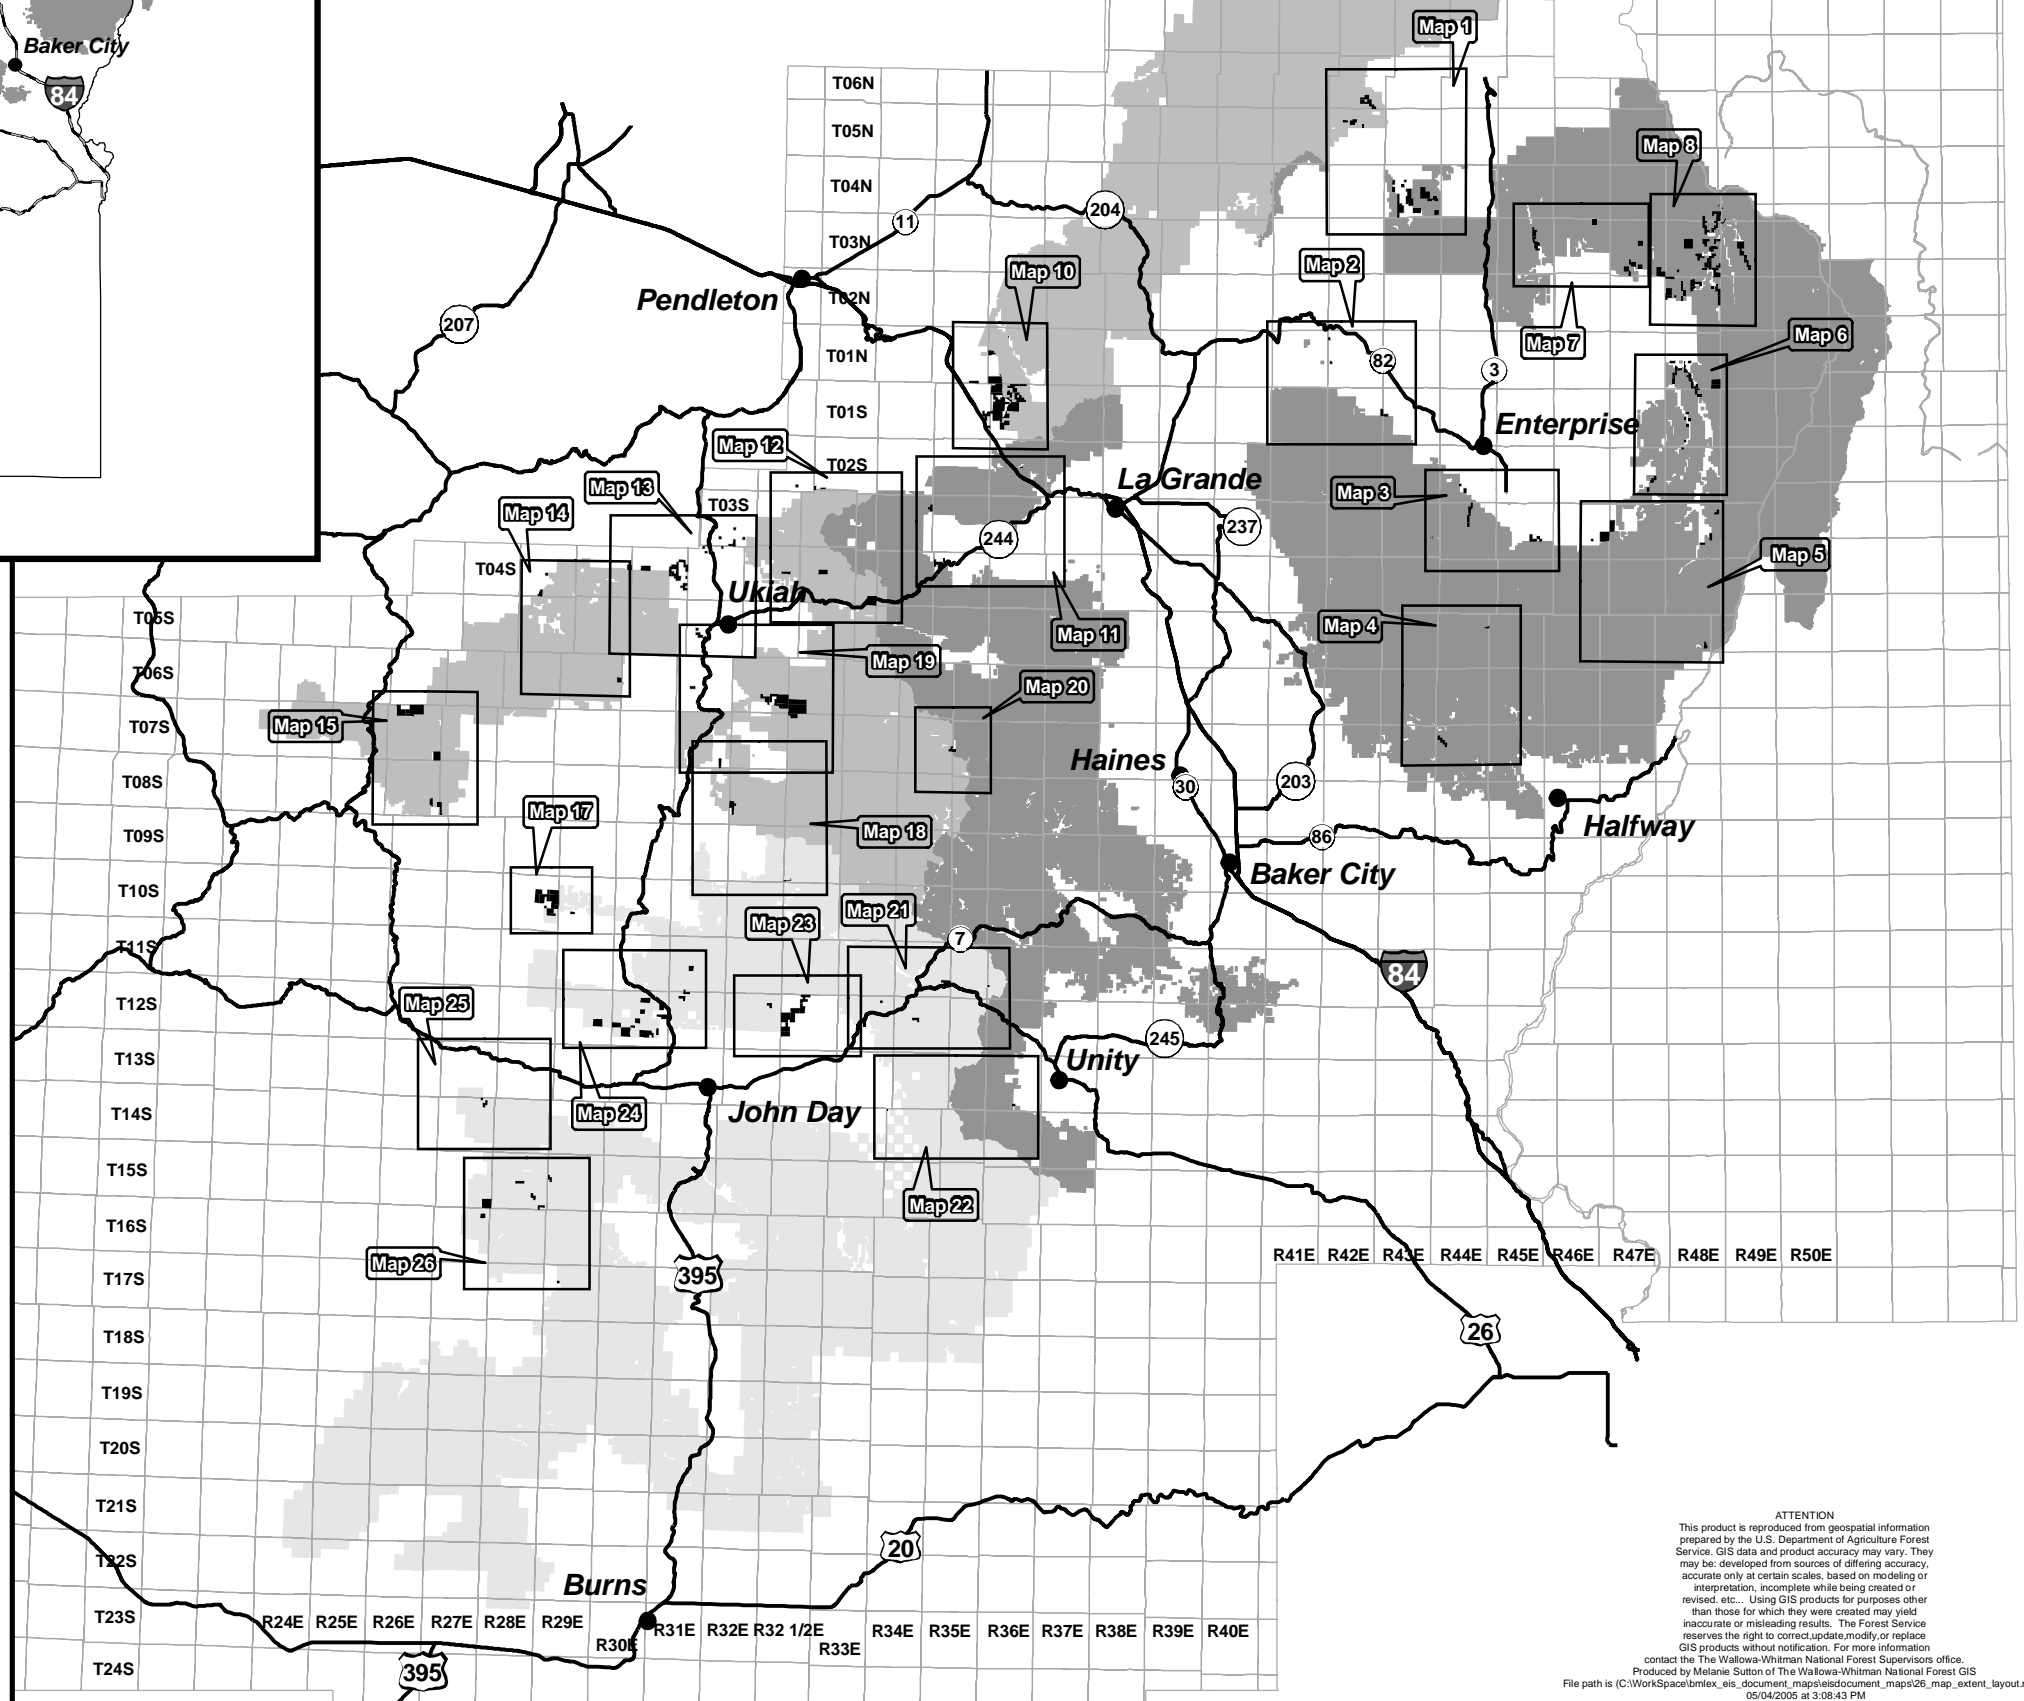 Baker City
84
Map 1
T06N
T05N
Map 8
T04N
204
11
T03N
Map 10
Map 2
Pendleton
T02N
207
Map 6
Map 7
T01N
82
3
T01S
Enterprise
Map 12
T02S
La Grande
Map 13
Map 3
T03S
Map 14
237
244
Map 5
T04S
Ukiah
T05S
Map 4
Map 11
Map 19
T06S
Map 20
Map 15
T07S
Haines
T08S
30
203
Map 17
Halfway
Map 18
T09S
86
Baker City
T10S
Map 21
Map 23
7
T11S
84
Map 25
T12S
245
T13S
Unity
Map 24
John Day
T14S
T15S
Map 22
T16S
R41E R42E R43E R44E R45E R46E R47E R48E R49E R50E
Map 26
395
T17S
26
T18S
T19S
T20S
T21S
20
T22S
Burns
T23S
R24E R25E R26E R27E R28E R29E R30E R31E R32E R32 1/2E R33E R34E R35E R36E R37E R38E R39E R40E
T24S
395
ATTENTION
This product is reproduced from geospatial information
prepared by the U.S. Department of Agriculture Forest
Service. GIS data and product accuracy may vary. They
may be: developed from sources of differing accuracy,
accurate only at certain scales, based on modeling or
interpretation, incomplete while being created or
revised. etc... Using GIS products for purposes other
than those for which they were created may yield
inaccurate or misleading results. The Forest Service
reserves the right to correct,update,modify,or replace
GIS products without notification. For more information
contact the The Wallowa-Whitman National Forest Supervisors office.
Produced by Melanie Sutton of The Wallowa-Whitman National Forest GIS
File path is (C:\WorkSpace\bmlex_eis_document_maps\eisdocument_maps\26_map_extent_layout.
05/04/2005 at 3:08:43 PM